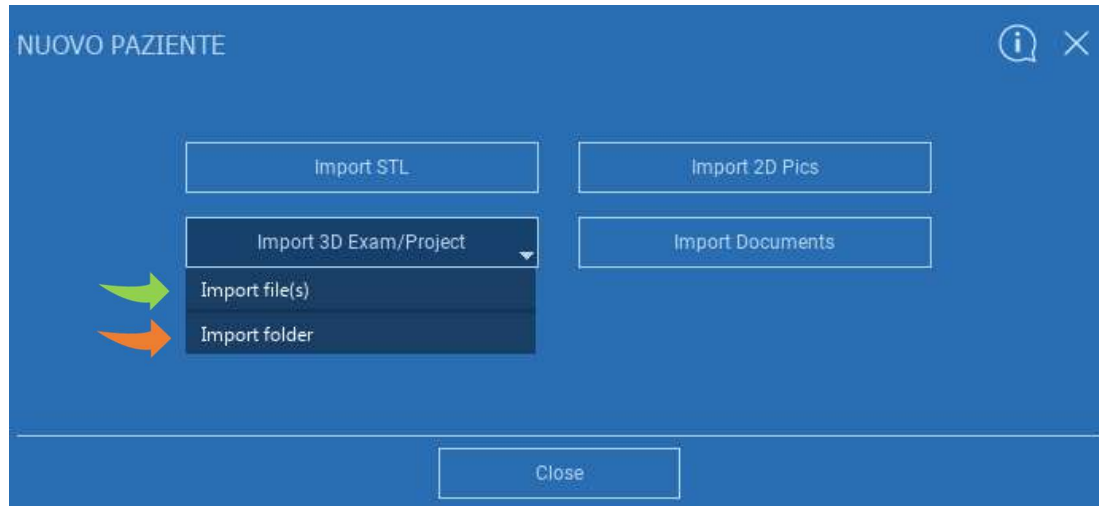 NUOVO PAZIENTE
Import STL
Import 2D Pics
Import 3D Exam/Project
Import Documents
Import file(s)
Import folder
Close